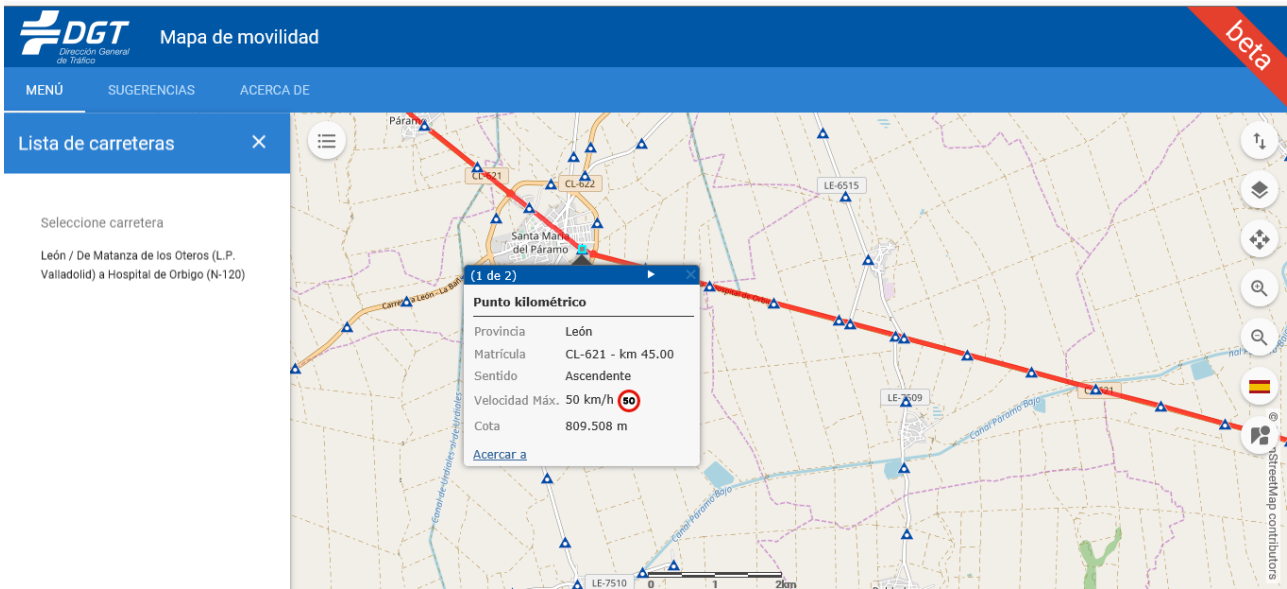 DGT
Dirección General
de Tráfico
Mapa de movilidad
beta
MENÚ
SUGERENCIAS
ACERCA DE
Lista de carreteras
Seleccione carretera
León / De Matanza de los Oteros (L.P.
Valladolid) a Hospital de Orbigo (N-120)
CL-621
CL-622
LE-6515
Santa María
del Páramo
(1 de 2)
Punto kilométrico
Provincia León
Matrícula CL-621 - km 45.00
Sentido Ascendente
Velocidad Máx. 50 km/h 50
Cota 809.508 m
Acercar a
LE-7509
Canal Páramo Bajo
Canal de Urdiales
Canal Páramo Bajo
LE-7510
0 1 2km
StreetMap contributors